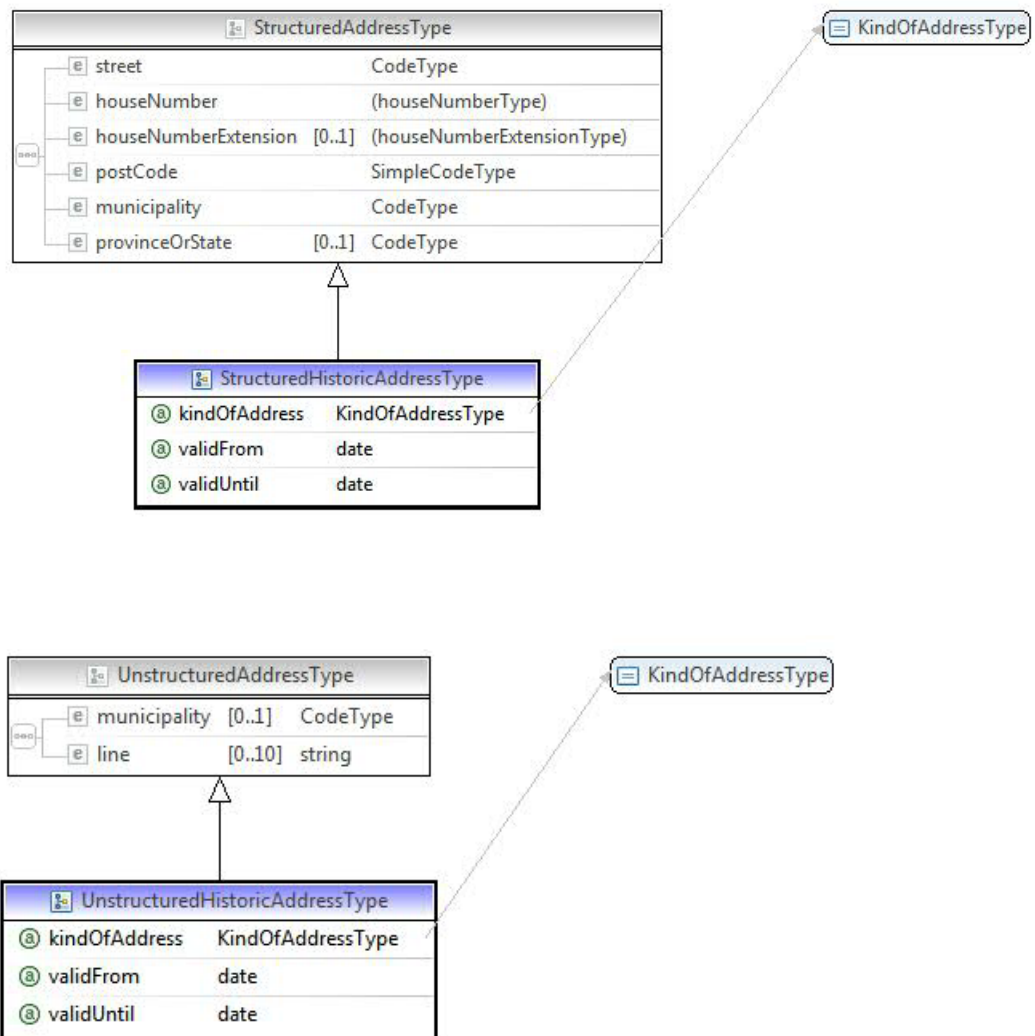 StructuredAddressType
KindOfAddressType
e street CodeType
e houseNumber (houseNumberType)
e houseNumberExtension [0..1] (houseNumberExtensionType)
e postCode SimpleCodeType
e municipality CodeType
e provinceOrState [0..1] CodeType
StructuredHistoricAddressType
a kindOfAddress KindOfAddressType
a validFrom date
a validUntil date
UnstructuredAddressType
KindOfAddressType
e municipality [0..1] CodeType
e line [0..10] string
UnstructuredHistoricAddressType
a kindOfAddress KindOfAddressType
a validFrom date
a validUntil date